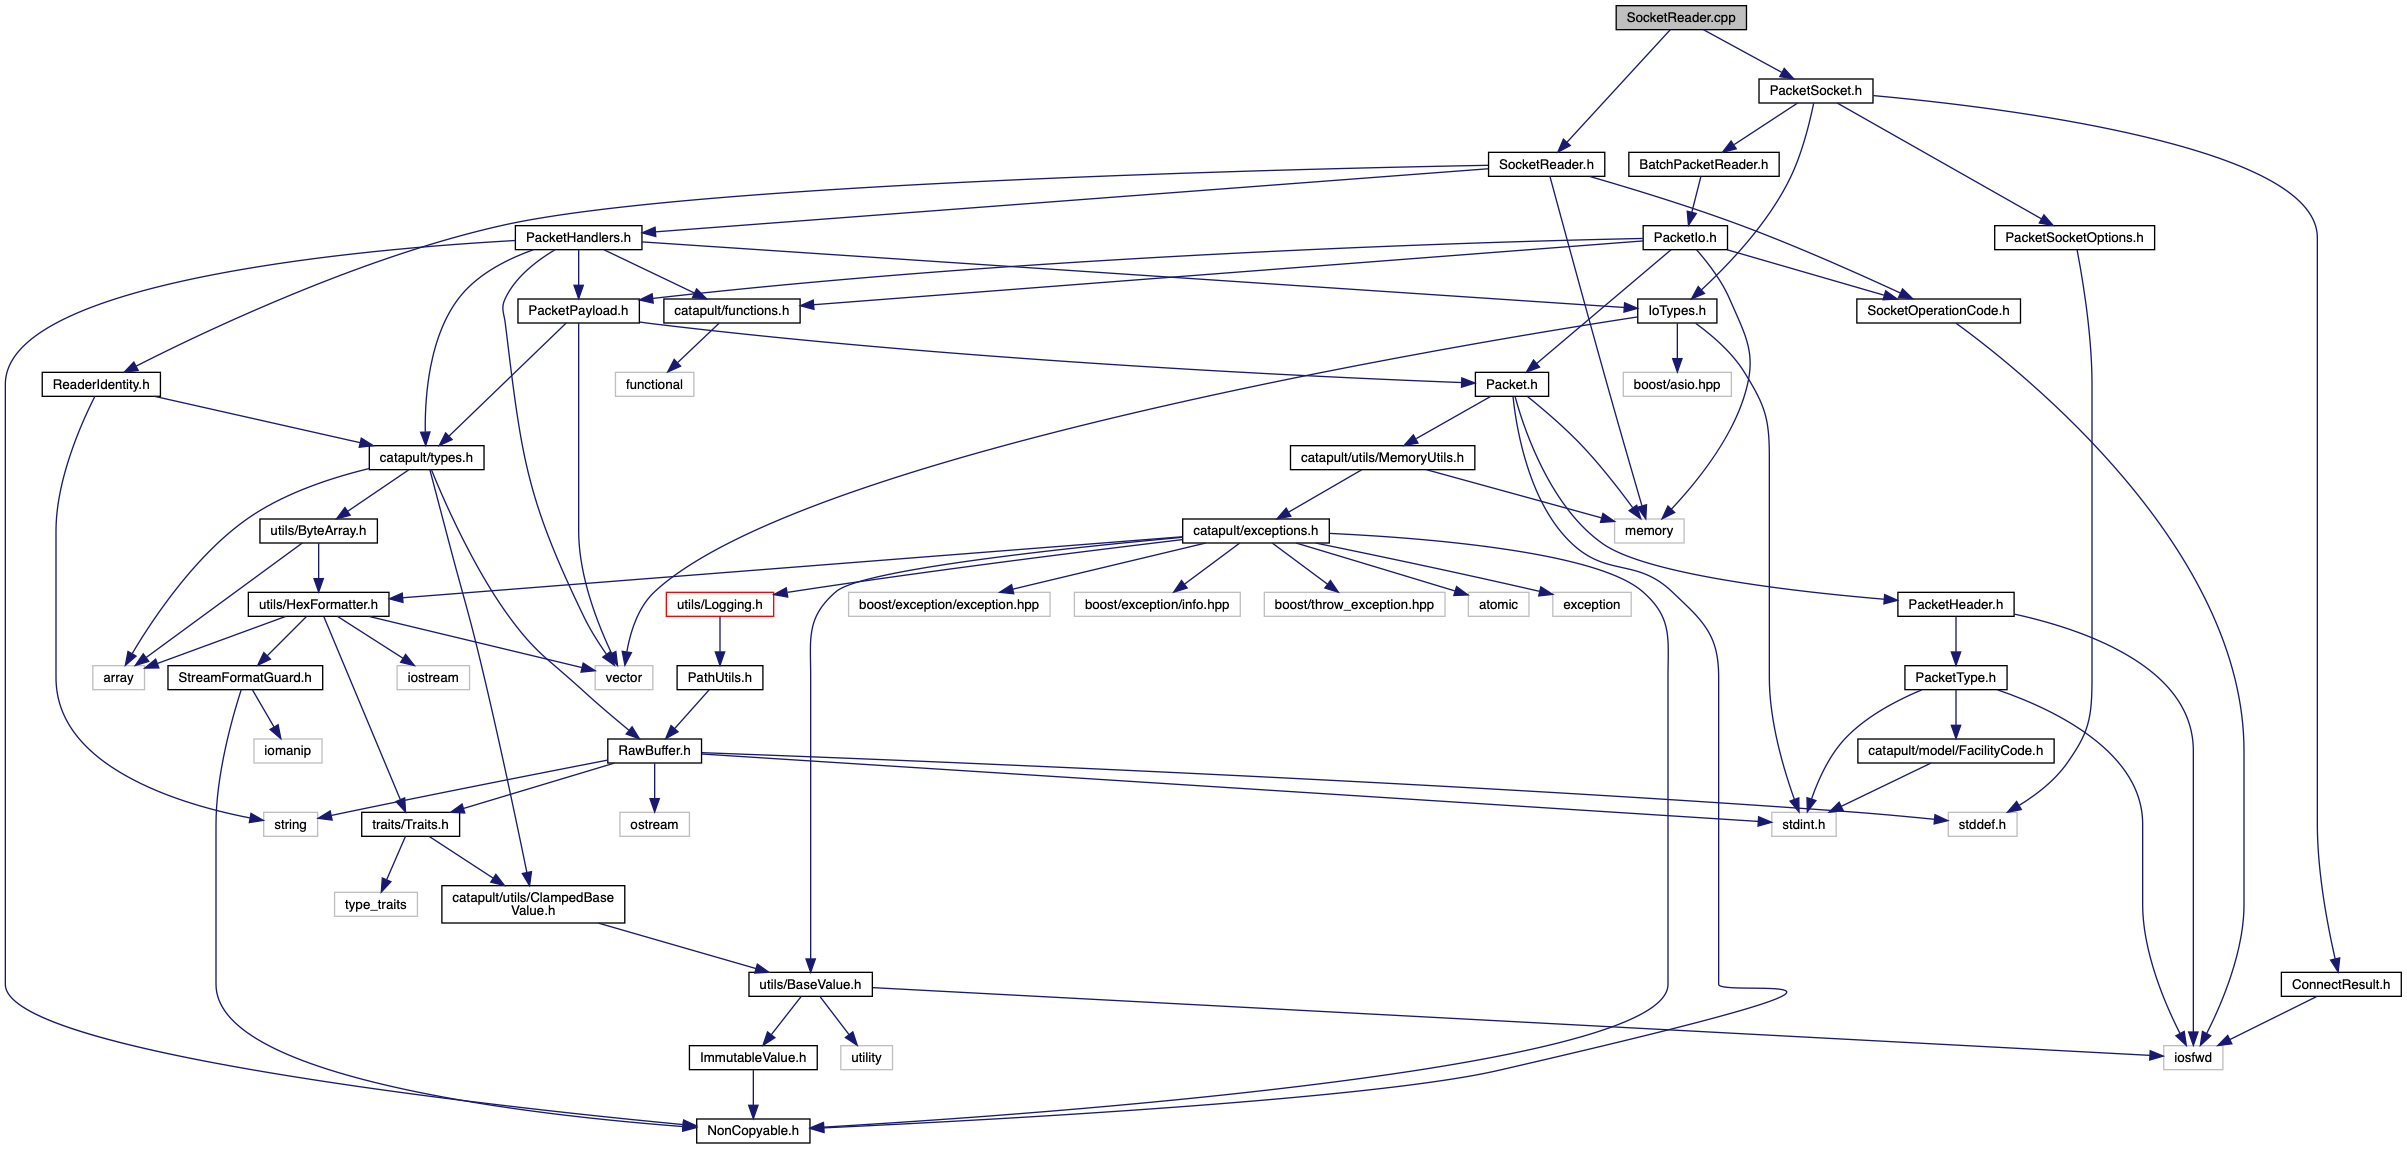 SocketReader.cpp
PacketSocket.h
SocketReader.h
BatchPacketReader.h
PacketHandlers.h
PacketIo.h
PacketSocketOptions.h
PacketPayload.h
catapult/functions.h
IoTypes.h
SocketOperationCode.h
ReaderIdentity.h
functional
Packet.h
boost/asio.hpp
catapult/types.h
catapult/utils/MemoryUtils.h
utils/ByteArray.h
catapult/exceptions.h
memory
utils/HexFormatter.h
utils/Logging.h
boost/exception/exception.hpp
boost/exception/info.hpp
boost/throw_exception.hpp
atomic
exception
PacketHeader.h
array
StreamFormatGuard.h
iostream
vector
PathUtils.h
PacketType.h
iomanip
RawBuffer.h
catapult/model/FacilityCode.h
string
traits/Traits.h
ostream
stdint.h
stddef.h
type_traits
catapult/utils/ClampedBase
Value.h
utils/BaseValue.h
ConnectResult.h
ImmutableValue.h
utility
iosfwd
NonCopyable.h